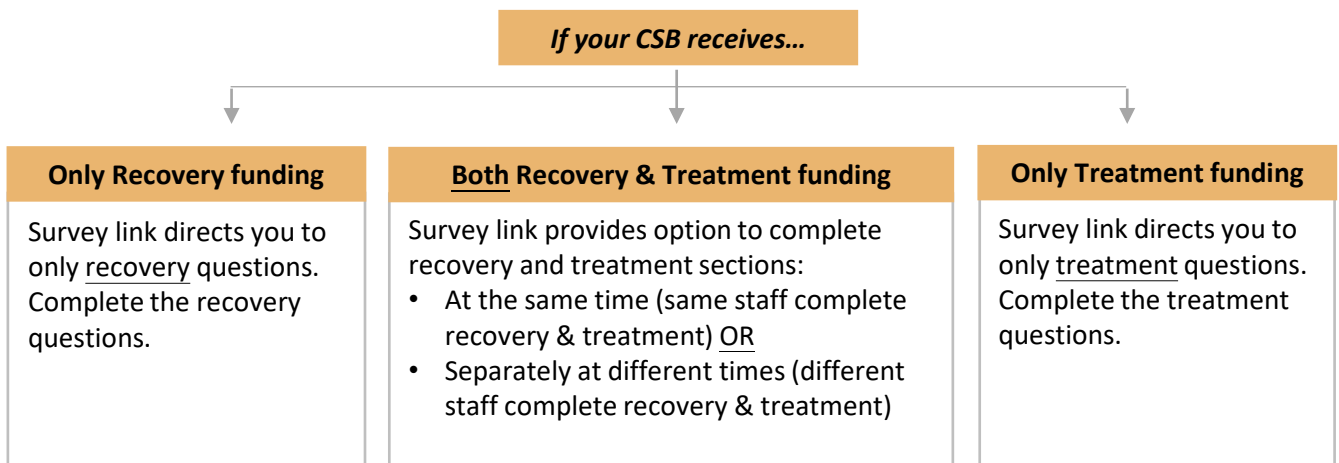 If your CSB receives…
Only Recovery funding
Survey link directs you to
only recovery questions.
Complete the recovery
questions.
Both Recovery & Treatment funding
Survey link provides option to complete
recovery and treatment sections:
• At the same time (same staff complete
recovery & treatment) OR
• Separately at different times (different
staff complete recovery & treatment)
Only Treatment funding
Survey link directs you to
only treatment questions.
Complete the treatment
questions.